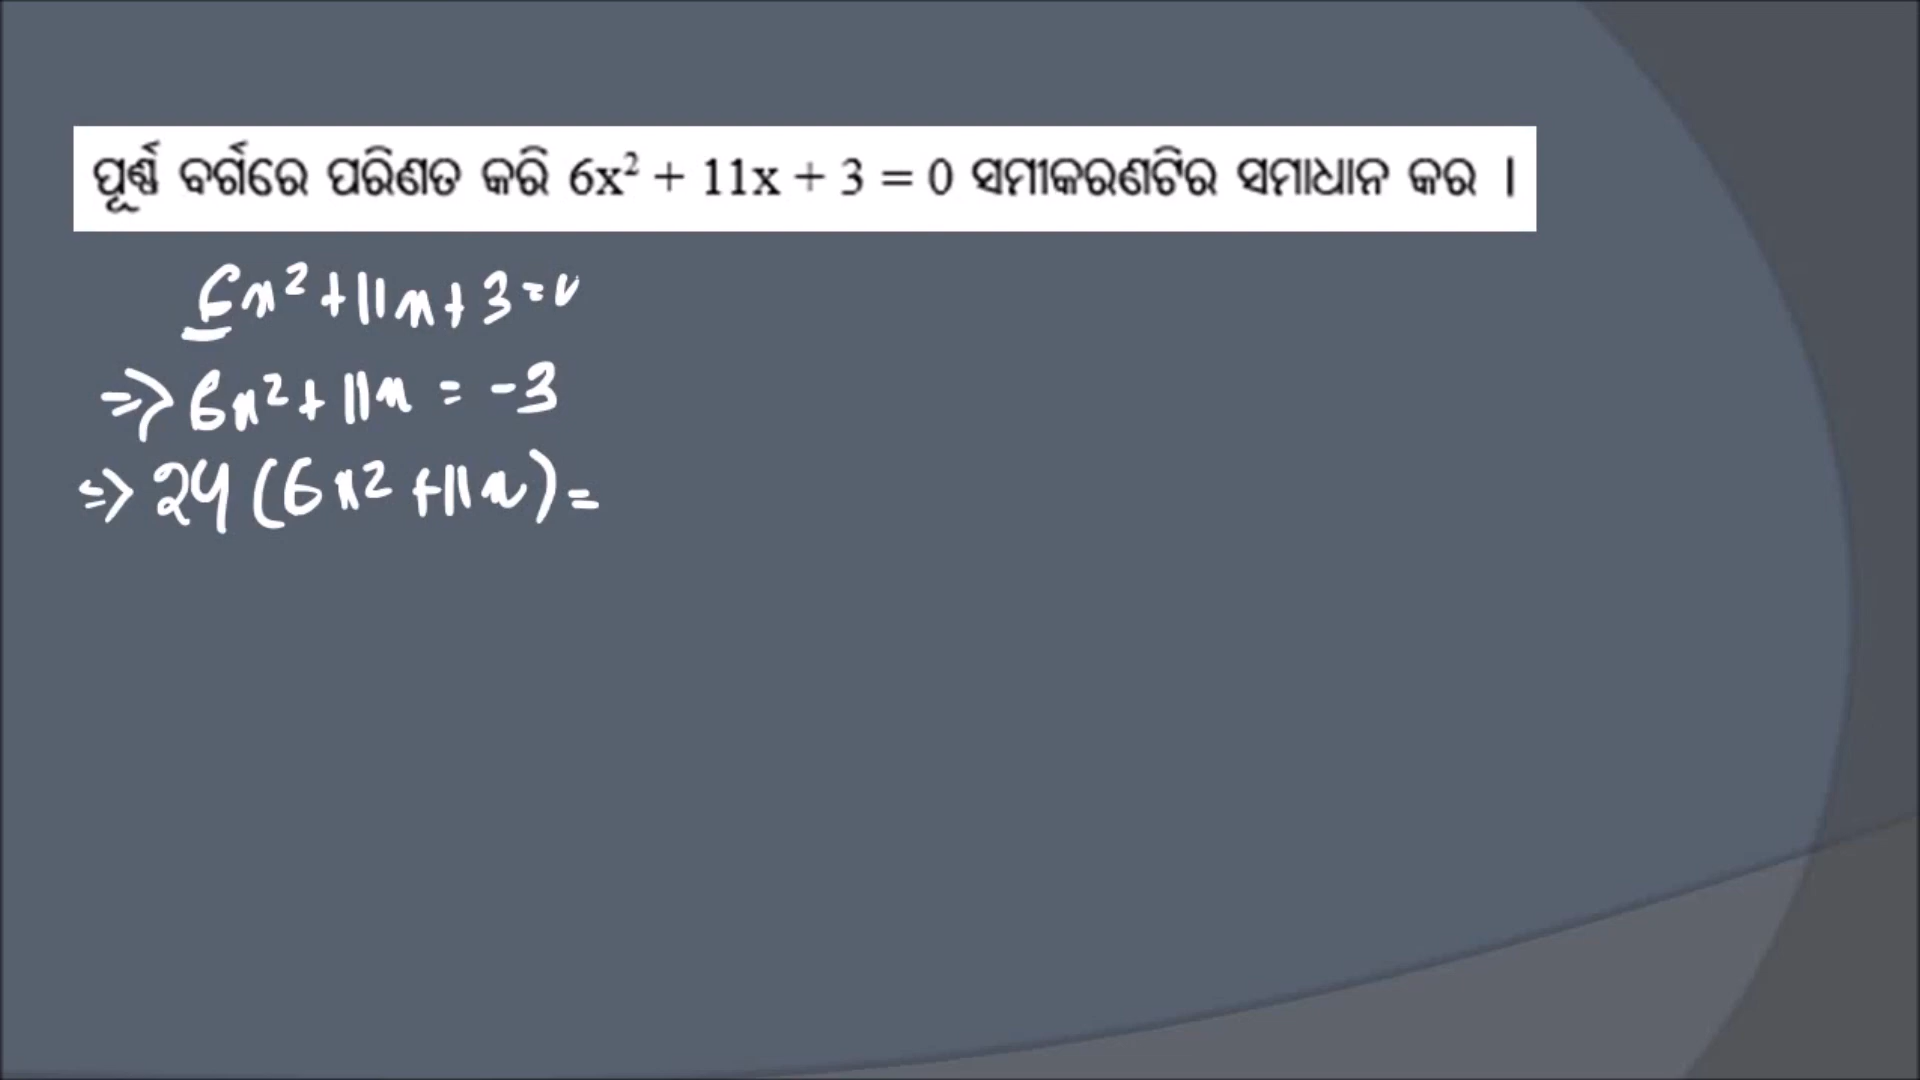 ପୂର୍ଣ୍ଣ ବର୍ଗରେ ପରିଣତ କରି 6x² + 11x + 3 = 0 ସମୀକରଣଟିର ସମାଧାନ କର ।
6x² + 11x + 3 = 0
⇒ 6x² + 11x = -3
⇒ 24 (6x² + 11x) =